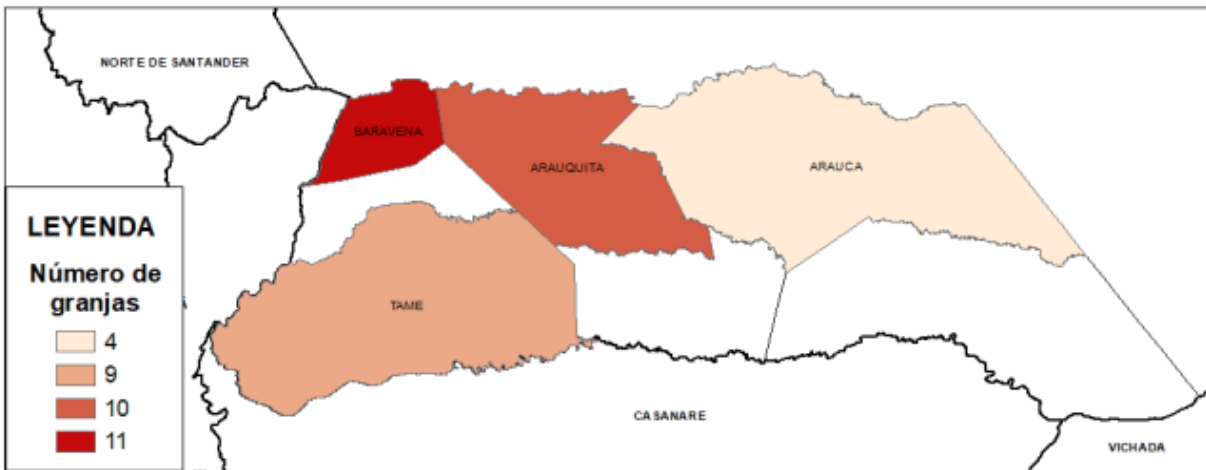 NORTE DE SANTANDER
SARAVENA
ARAUQUITA
ARAUCA
TAME
CASANARE
VICHADA
LEYENDA
Número de
granjas
4
9
10
11